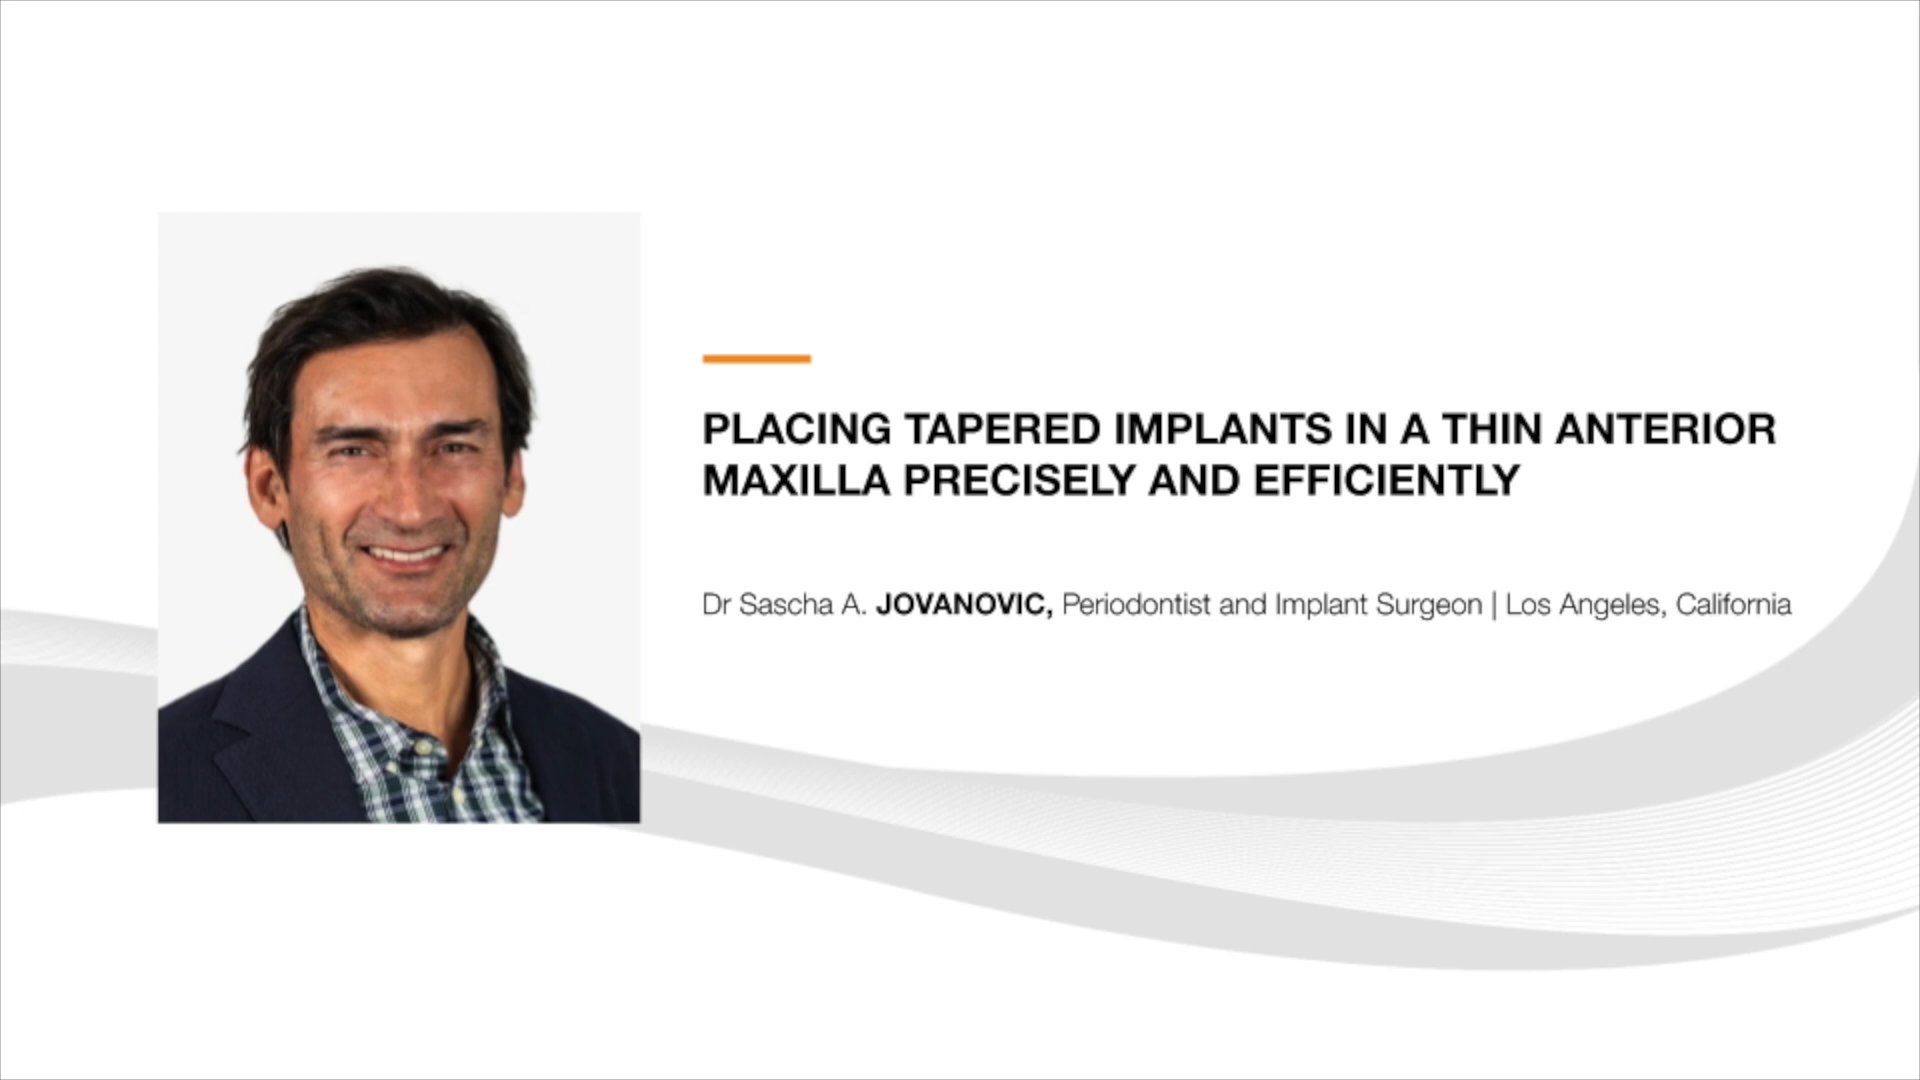 PLACING TAPERED IMPLANTS IN A THIN ANTERIOR
MAXILLA PRECISELY AND EFFICIENTLY
Dr Sascha A. JOVANOVIC, Periodontist and Implant Surgeon | Los Angeles, California